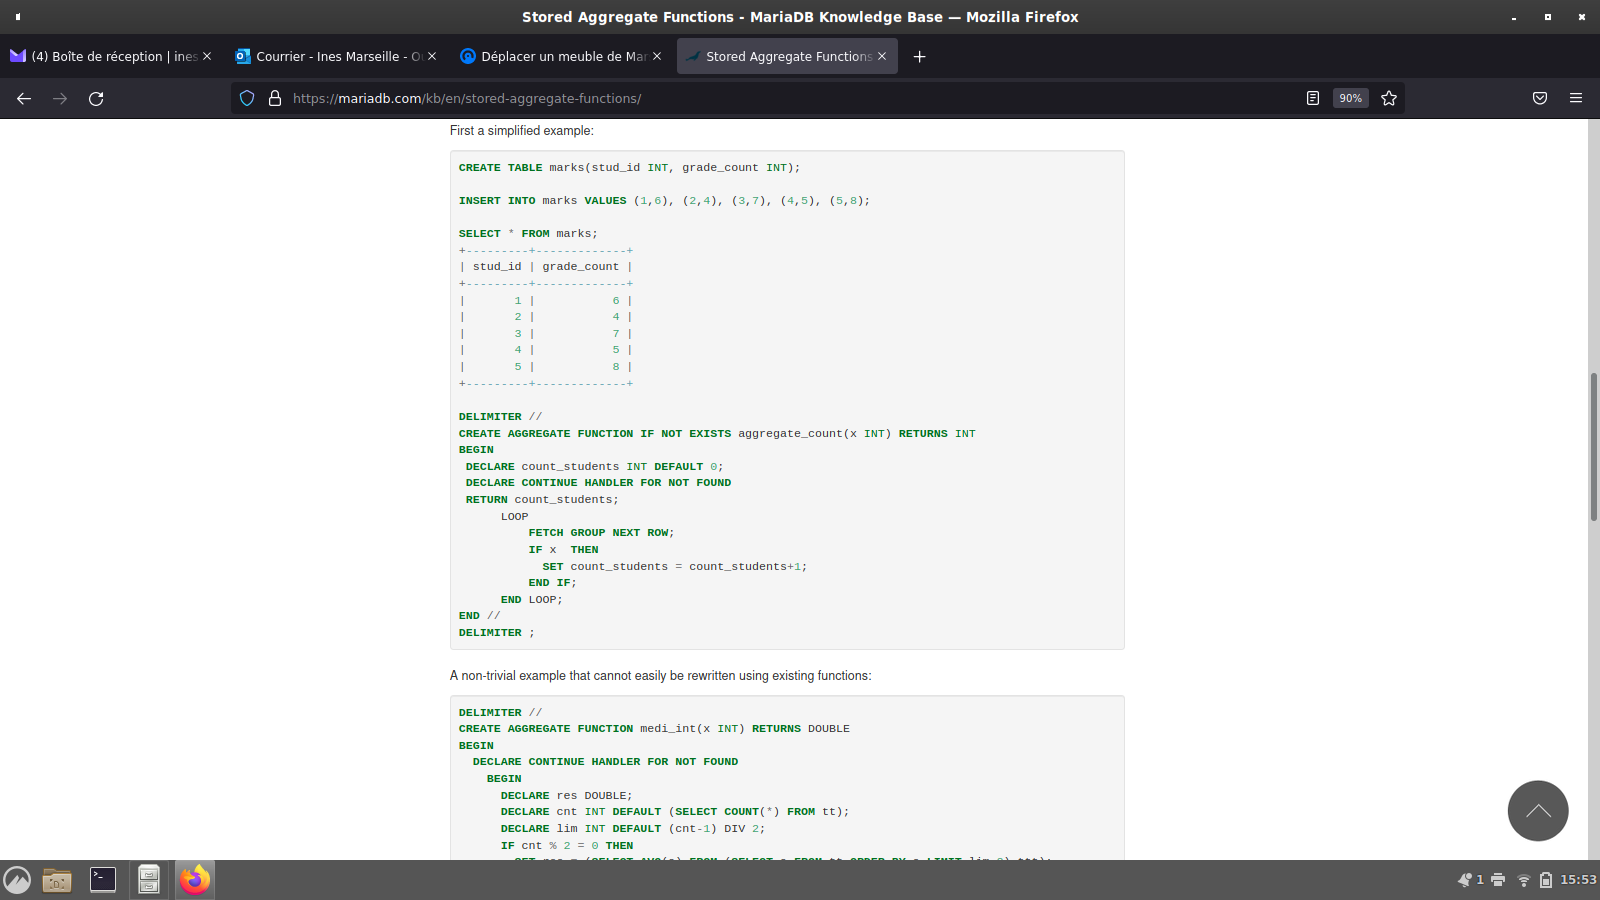 Stored Aggregate Functions - MariaDB Knowledge Base — Mozilla Firefox
(4) Boîte de réception | ines
Courrier - Ines Marseille - O
Déplacer un meuble de Mar
Stored Aggregate Functions
https://mariadb.com/kb/en/stored-aggregate-functions/
90%
First a simplified example:
CREATE TABLE marks(stud_id INT, grade_count INT);
INSERT INTO marks VALUES (1,6), (2,4), (3,7), (4,5), (5,8);
SELECT * FROM marks;
+---------+-------------+
| stud_id | grade_count |
+---------+-------------+
|       1 |           6 |
|       2 |           4 |
|       3 |           7 |
|       4 |           5 |
|       5 |           8 |
+---------+-------------+
DELIMITER //
CREATE AGGREGATE FUNCTION IF NOT EXISTS aggregate_count(x INT) RETURNS INT
BEGIN
 DECLARE count_students INT DEFAULT 0;
 DECLARE CONTINUE HANDLER FOR NOT FOUND
 RETURN count_students;
      LOOP
          FETCH GROUP NEXT ROW;
          IF x  THEN
            SET count_students = count_students+1;
          END IF;
      END LOOP;
END //
DELIMITER ;
A non-trivial example that cannot easily be rewritten using existing functions:
DELIMITER //
CREATE AGGREGATE FUNCTION medi_int(x INT) RETURNS DOUBLE
BEGIN
  DECLARE CONTINUE HANDLER FOR NOT FOUND
    BEGIN
      DECLARE res DOUBLE;
      DECLARE cnt INT DEFAULT (SELECT COUNT(*) FROM tt);
      DECLARE lim INT DEFAULT (cnt-1) DIV 2;
      IF cnt % 2 = 0 THEN
1
15:53